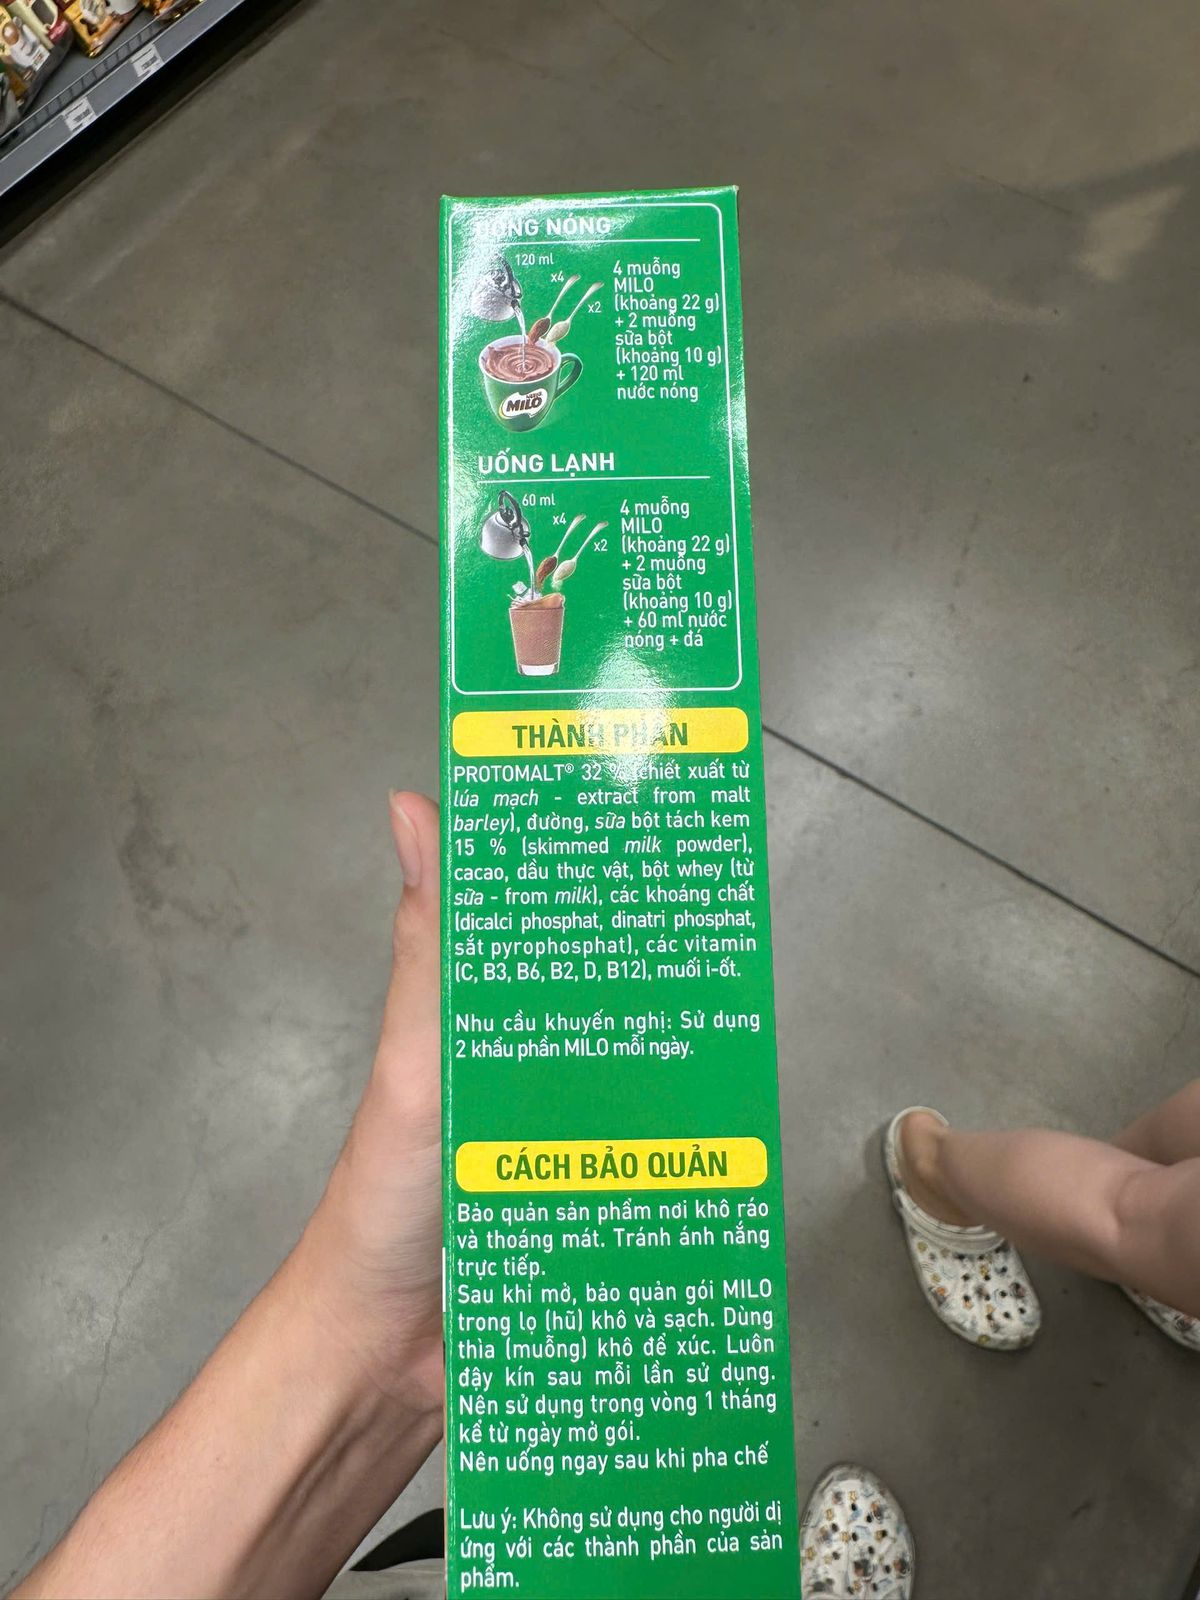 UỐNG NÓNG
120 ml
x4
x2
4 muỗng
MILO
(khoảng 22 g)
+ 2 muỗng
sữa bột
(khoảng 10 g)
+ 120 ml
nước nóng
Nestlé
MILO
UỐNG LẠNH
60 ml
x4
x2
4 muỗng
MILO
(khoảng 22 g)
+ 2 muỗng
sữa bột
(khoảng 10 g)
+ 60 ml nước
nóng + đá
THÀNH PHẦN
PROTOMALT® 32 % (chiết xuất từ
lúa mạch - extract from malt
barley), đường, sữa bột tách kem
15 % (skimmed milk powder),
cacao, dầu thực vật, bột whey (từ
sữa - from milk), các khoáng chất
(dicalci phosphat, dinatri phosphat,
sắt pyrophosphat), các vitamin
(C, B3, B6, B2, D, B12), muối i-ốt.
Nhu cầu khuyến nghị: Sử dụng
2 khẩu phần MILO mỗi ngày.
CÁCH BẢO QUẢN
Bảo quản sản phẩm nơi khô ráo
và thoáng mát. Tránh ánh nắng
trực tiếp.
Sau khi mở, bảo quản gói MILO
trong lọ (hũ) khô và sạch. Dùng
thìa (muỗng) khô để xúc. Luôn
đậy kín sau mỗi lần sử dụng.
Nên sử dụng trong vòng 1 tháng
kể từ ngày mở gói.
Nên uống ngay sau khi pha chế
Lưu ý: Không sử dụng cho người dị
ứng với các thành phần của sản
phẩm.